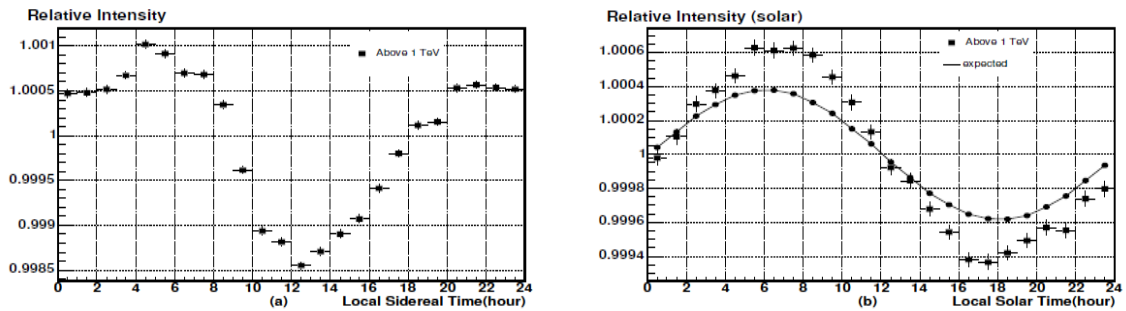 Relative Intensity
1.001
1.0005
1
0.9995
0.999
0.9985
Above 1 TeV
0 2 4 6 8 10 12 14 16 18 20 22 24
(a) Local Sidereal Time(hour)
Relative Intensity (solar)
1.0006
1.0004
1.0002
1
0.9998
0.9996
0.9994
Above 1 TeV
expected
0 2 4 6 8 10 12 14 16 18 20 22 24
(b) Local Solar Time(hour)